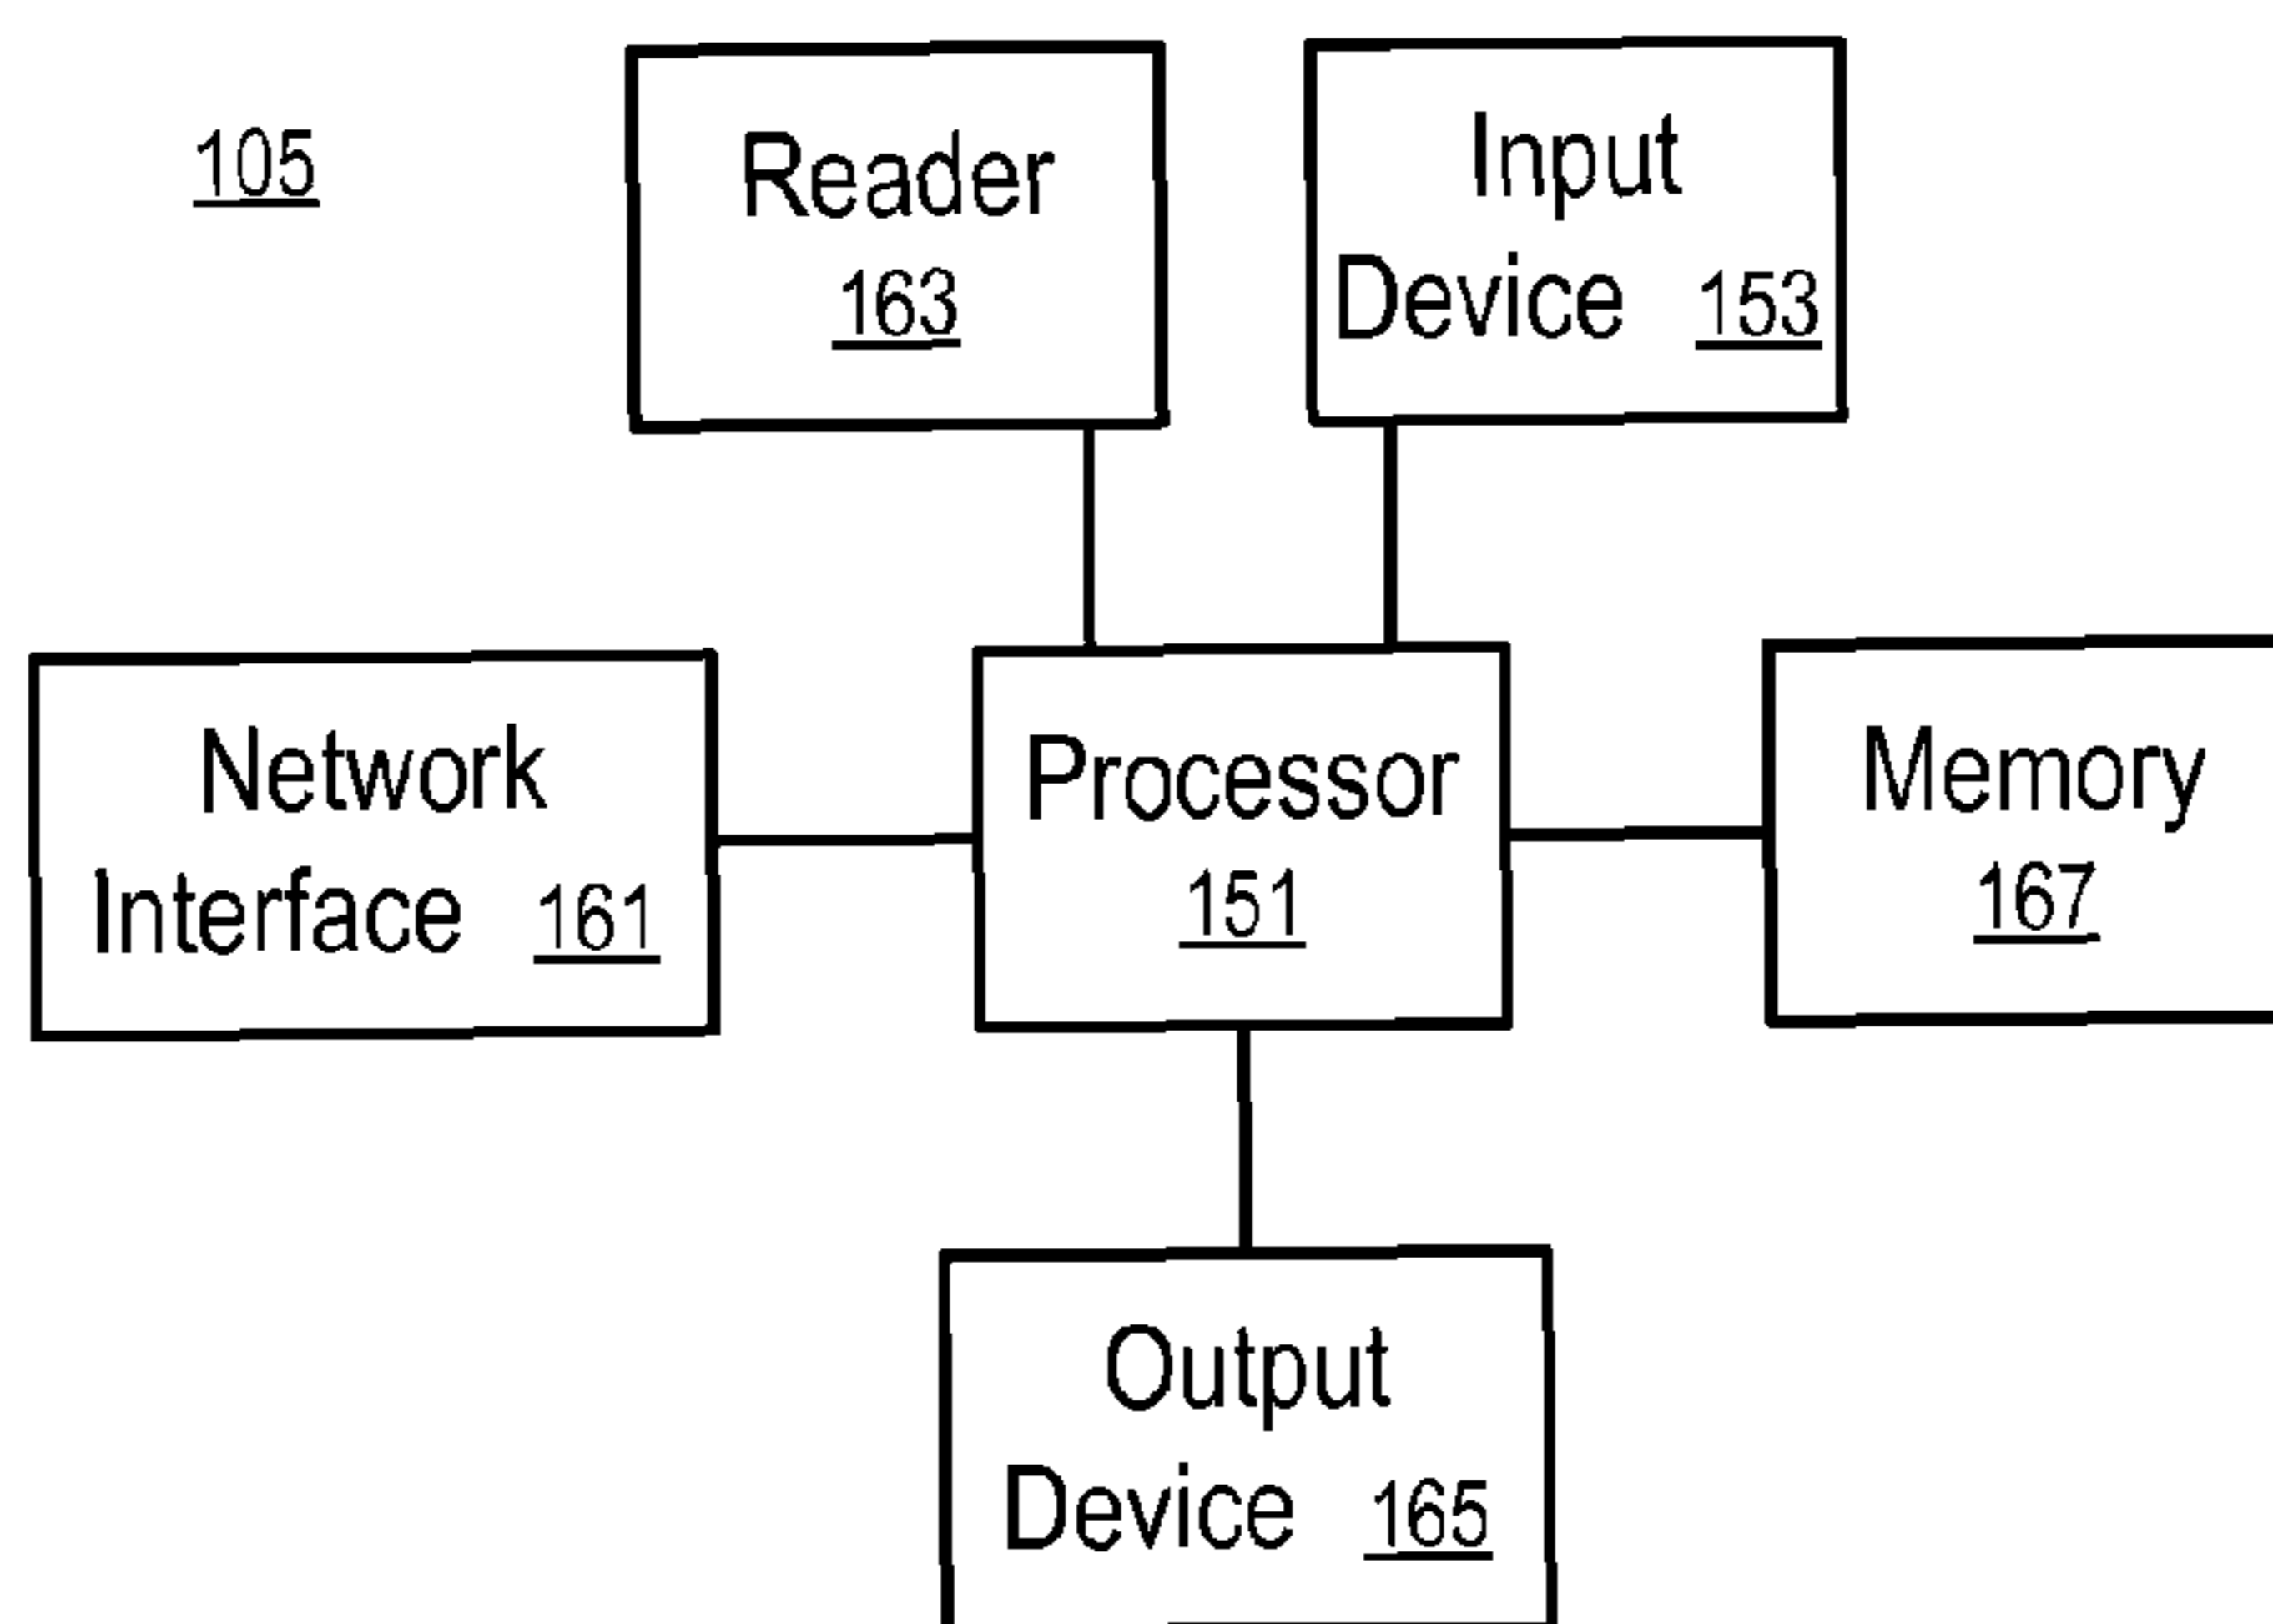 105
Reader
163
Input
Device 153
Network
Interface 161
Processor
151
Memory
167
Output
Device 165